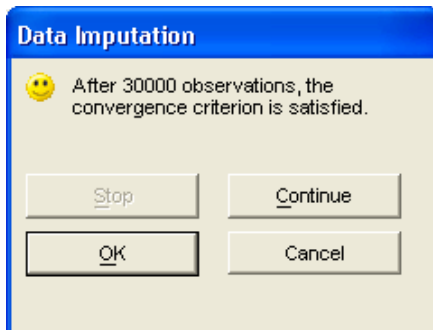 Data Imputation
After 30000 observations, the
convergence criterion is satisfied.
Stop
Continue
OK
Cancel